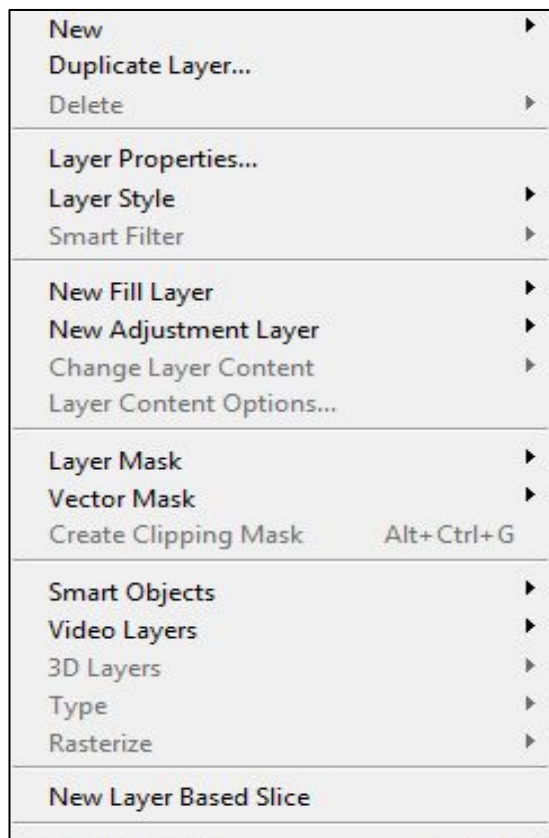 New
Duplicate Layer...
Delete
Layer Properties...
Layer Style
Smart Filter
New Fill Layer
New Adjustment Layer
Change Layer Content
Layer Content Options...
Layer Mask
Vector Mask
Create Clipping Mask Alt+Ctrl+G
Smart Objects
Video Layers
3D Layers
Type
Rasterize
New Layer Based Slice